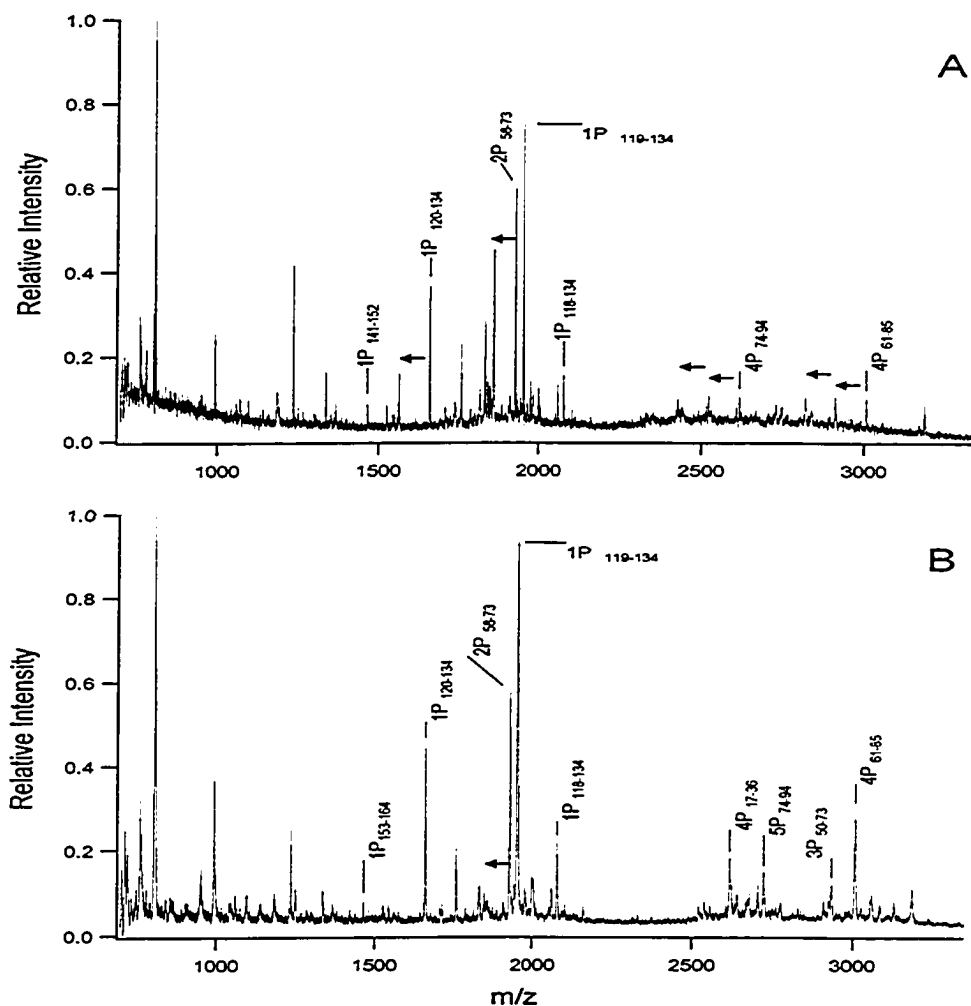 A
1.0
0.8
0.6
0.4
0.2
0.0
Relative Intensity
2P 58-73
1P 119-134
1P 120-134
1P 118-134
1P 141-152
4P 74-94
4P 61-85
1000 1500 2000 2500 3000
B
1.0
0.8
0.6
0.4
0.2
0.0
Relative Intensity
1P 119-134
2P 58-73
1P 120-134
1P 118-134
1P 153-164
4P 17-36
5P 74-94
3P 50-73
4P 61-85
1000 1500 2000 2500 3000
m/z